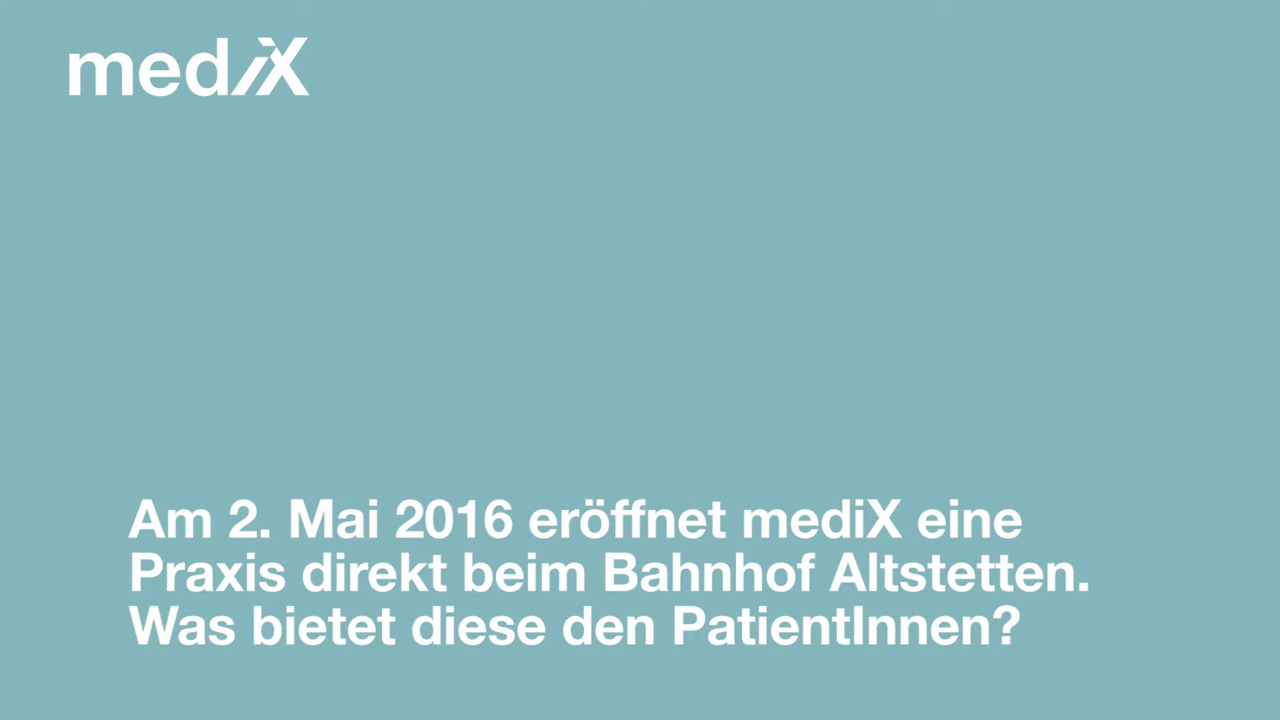 mediX
Am 2. Mai 2016 eröffnet mediX eine
Praxis direkt beim Bahnhof Altstetten.
Was bietet diese den PatientInnen?